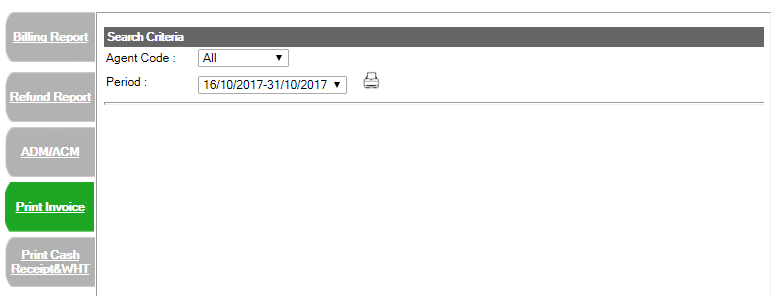 Billing Report
Refund Report
ADM/ACM
Print Invoice
Print Cash
Receipt&WHT
Search Criteria
Agent Code : All
Period : 16/10/2017-31/10/2017